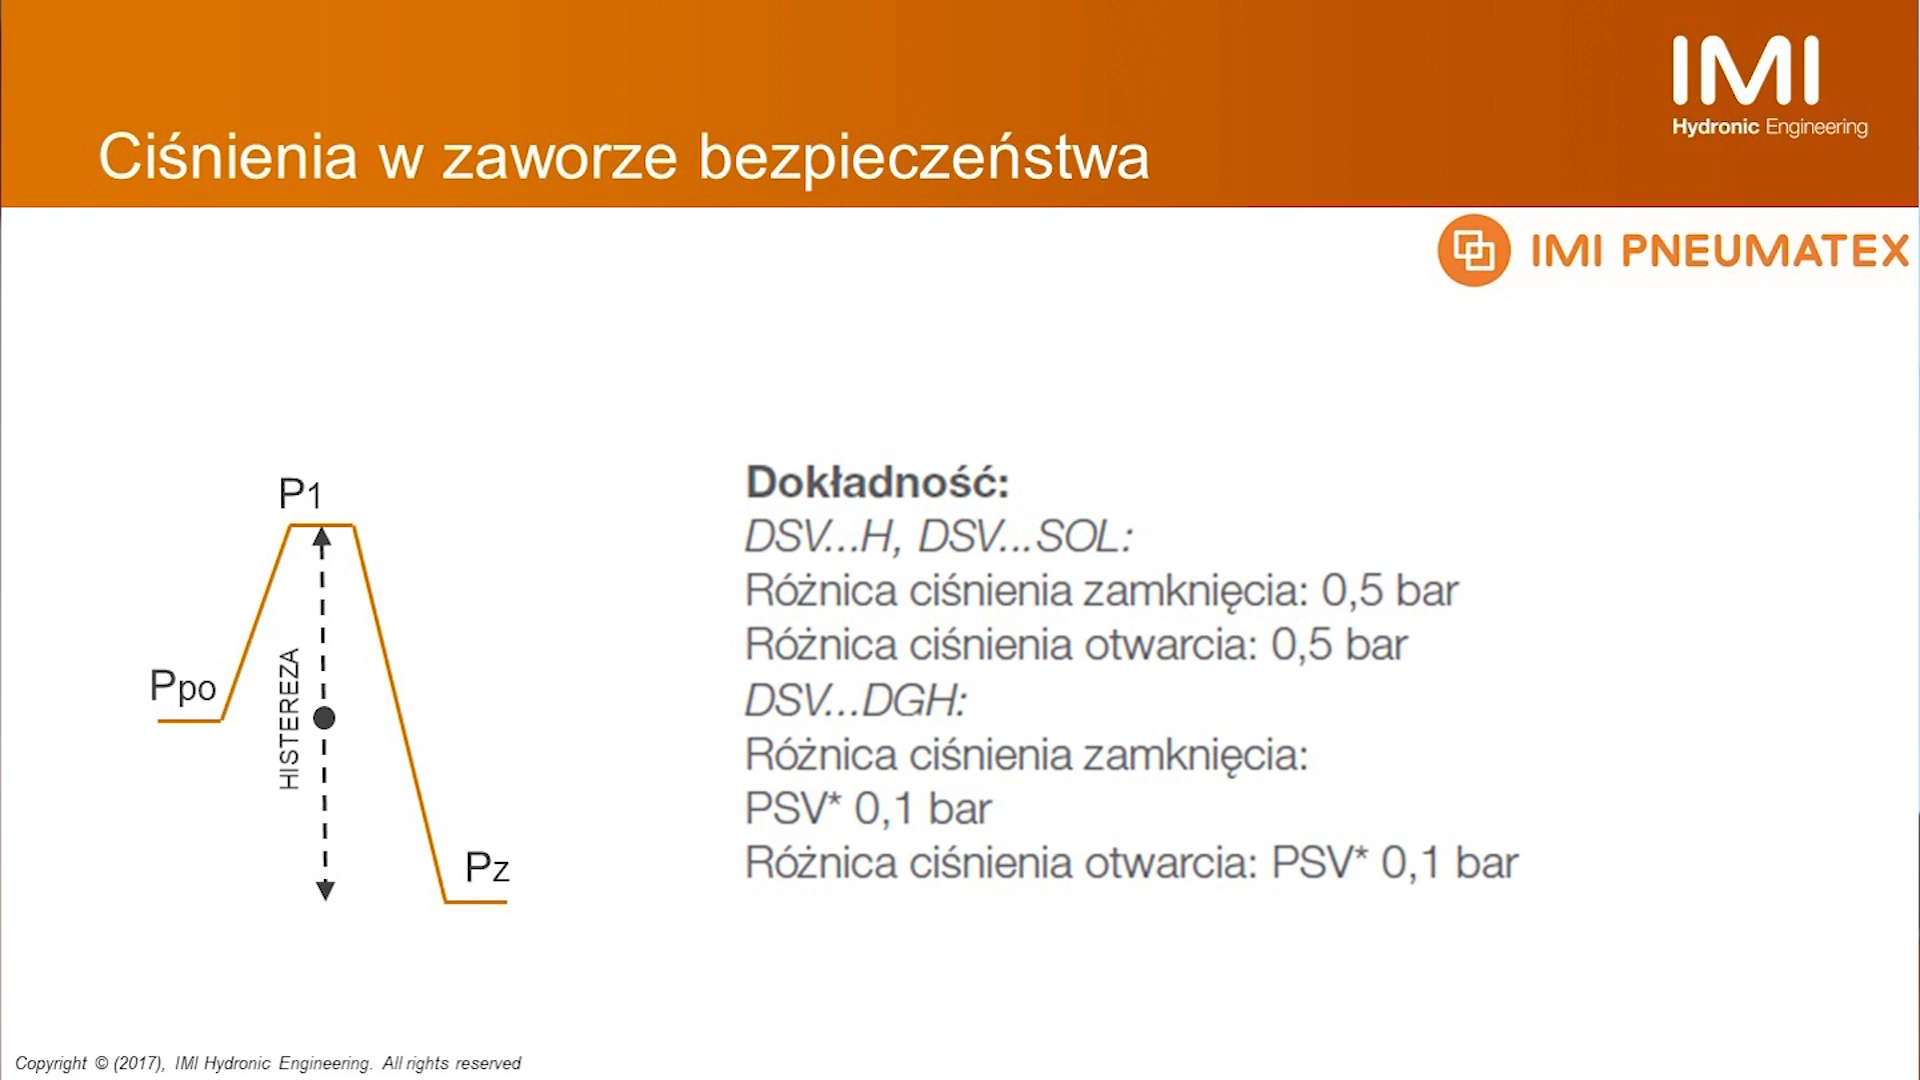 IMI
Hydronic Engineering
Ciśnienia w zaworze bezpieczeństwa
IMI PNEUMATEX
P1
Ppo
HISTEREZA
Pz
Dokładność:
DSV...H, DSV...SOL:
Różnica ciśnienia zamknięcia: 0,5 bar
Różnica ciśnienia otwarcia: 0,5 bar
DSV...DGH:
Różnica ciśnienia zamknięcia:
PSV* 0,1 bar
Różnica ciśnienia otwarcia: PSV* 0,1 bar
Copyright © (2017), IMI Hydronic Engineering. All rights reserved